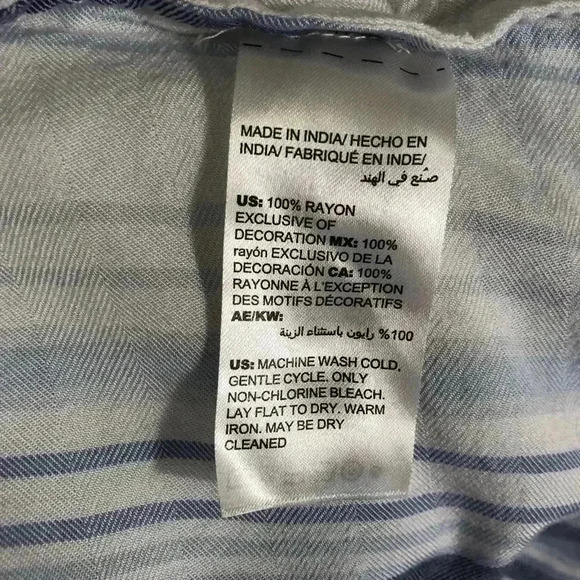 MADE IN INDIA/ HECHO EN
INDIA/ FABRIQUÉ EN INDE/
صُنع في الهند
US: 100% RAYON
EXCLUSIVE OF
DECORATION MX: 100%
rayón EXCLUSIVO DE LA
DECORACIÓN CA: 100%
RAYONNE À L'EXCEPTION
DES MOTIFS DÉCORATIFS
AE/KW:
100% رايون باستثناء الزينة
US: MACHINE WASH COLD,
GENTLE CYCLE. ONLY
NON-CHLORINE BLEACH.
LAY FLAT TO DRY. WARM
IRON. MAY BE DRY
CLEANED